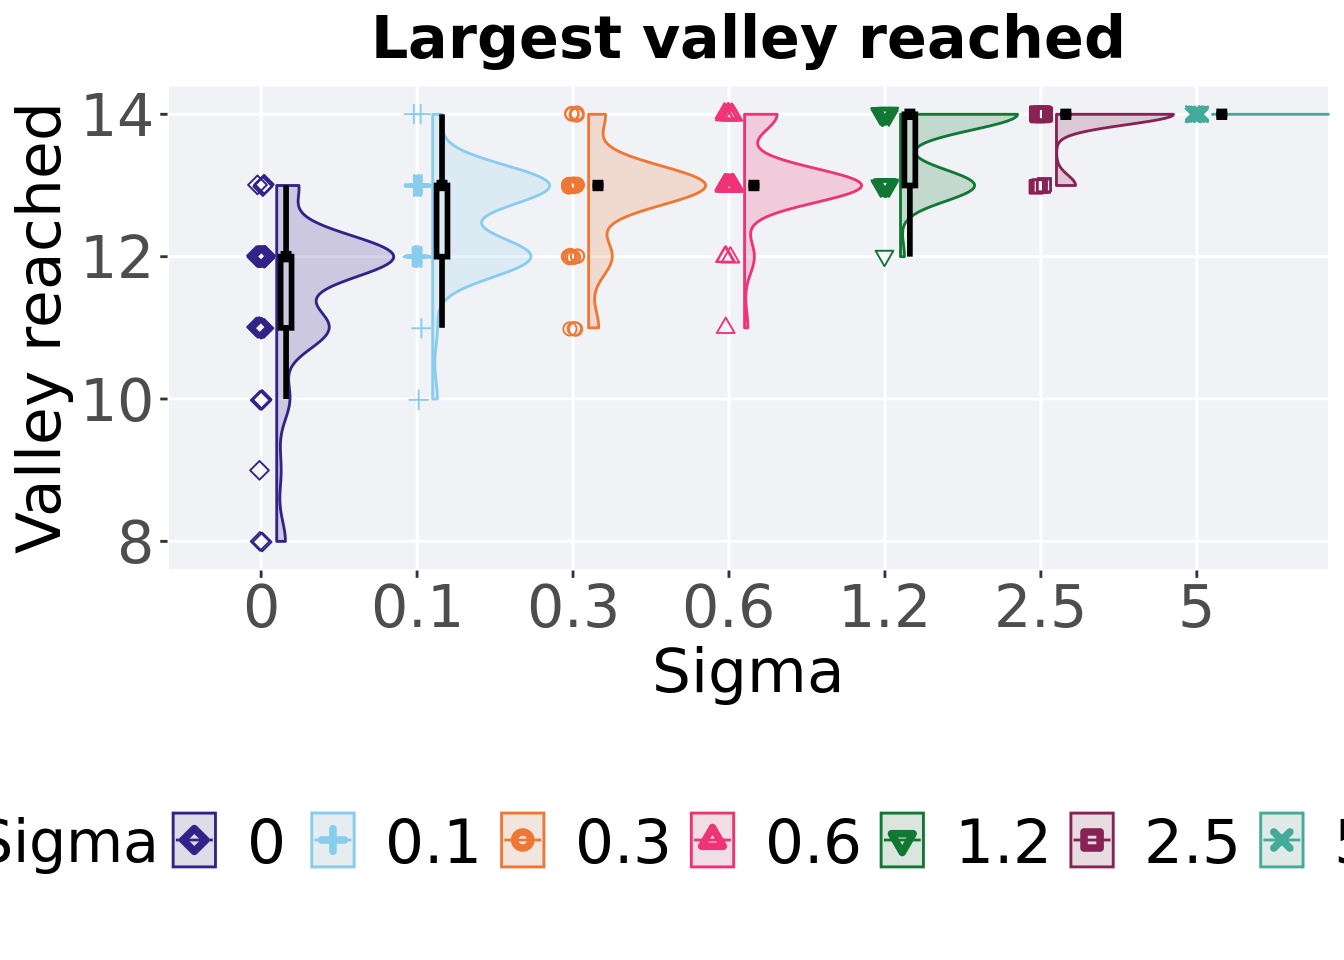 Largest valley reached
Valley reached
14
12
10
8
0 0.1 0.3 0.6 1.2 2.5 5
Sigma
Sigma 0 0.1 0.3 0.6 1.2 2.5 5